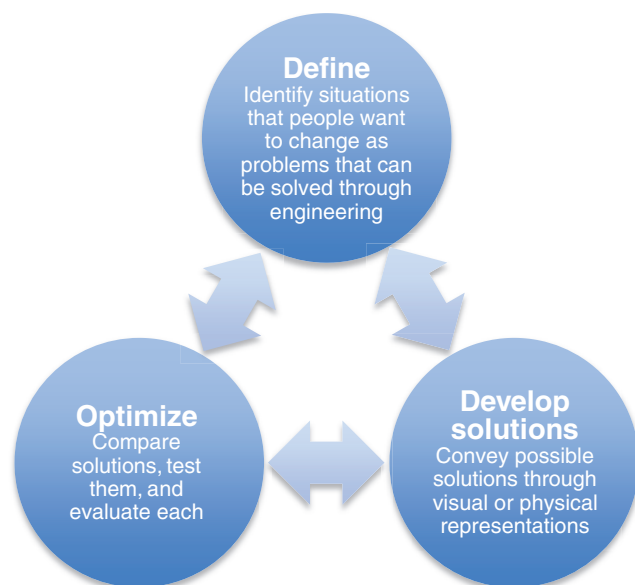 Define
Identify situations
that people want
to change as
problems that can
be solved through
engineering
Optimize
Compare
solutions, test
them, and
evaluate each
Develop
solutions
Convey possible
solutions through
visual or physical
representations